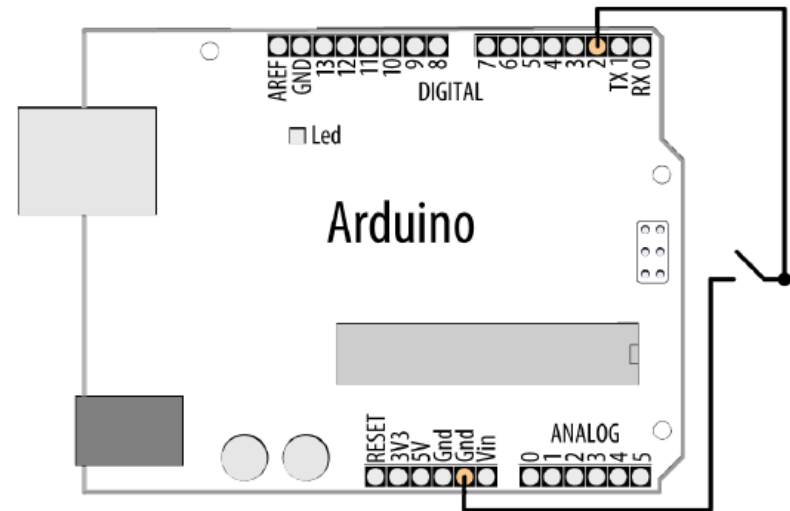 AREF GND 13 12 11 10 9 8 7 6 5 4 3 2 TX 1 RX 0
DIGITAL
Led
Arduino
RESET 3V3 5V Gnd Gnd Vin
ANALOG
0 1 2 3 4 5